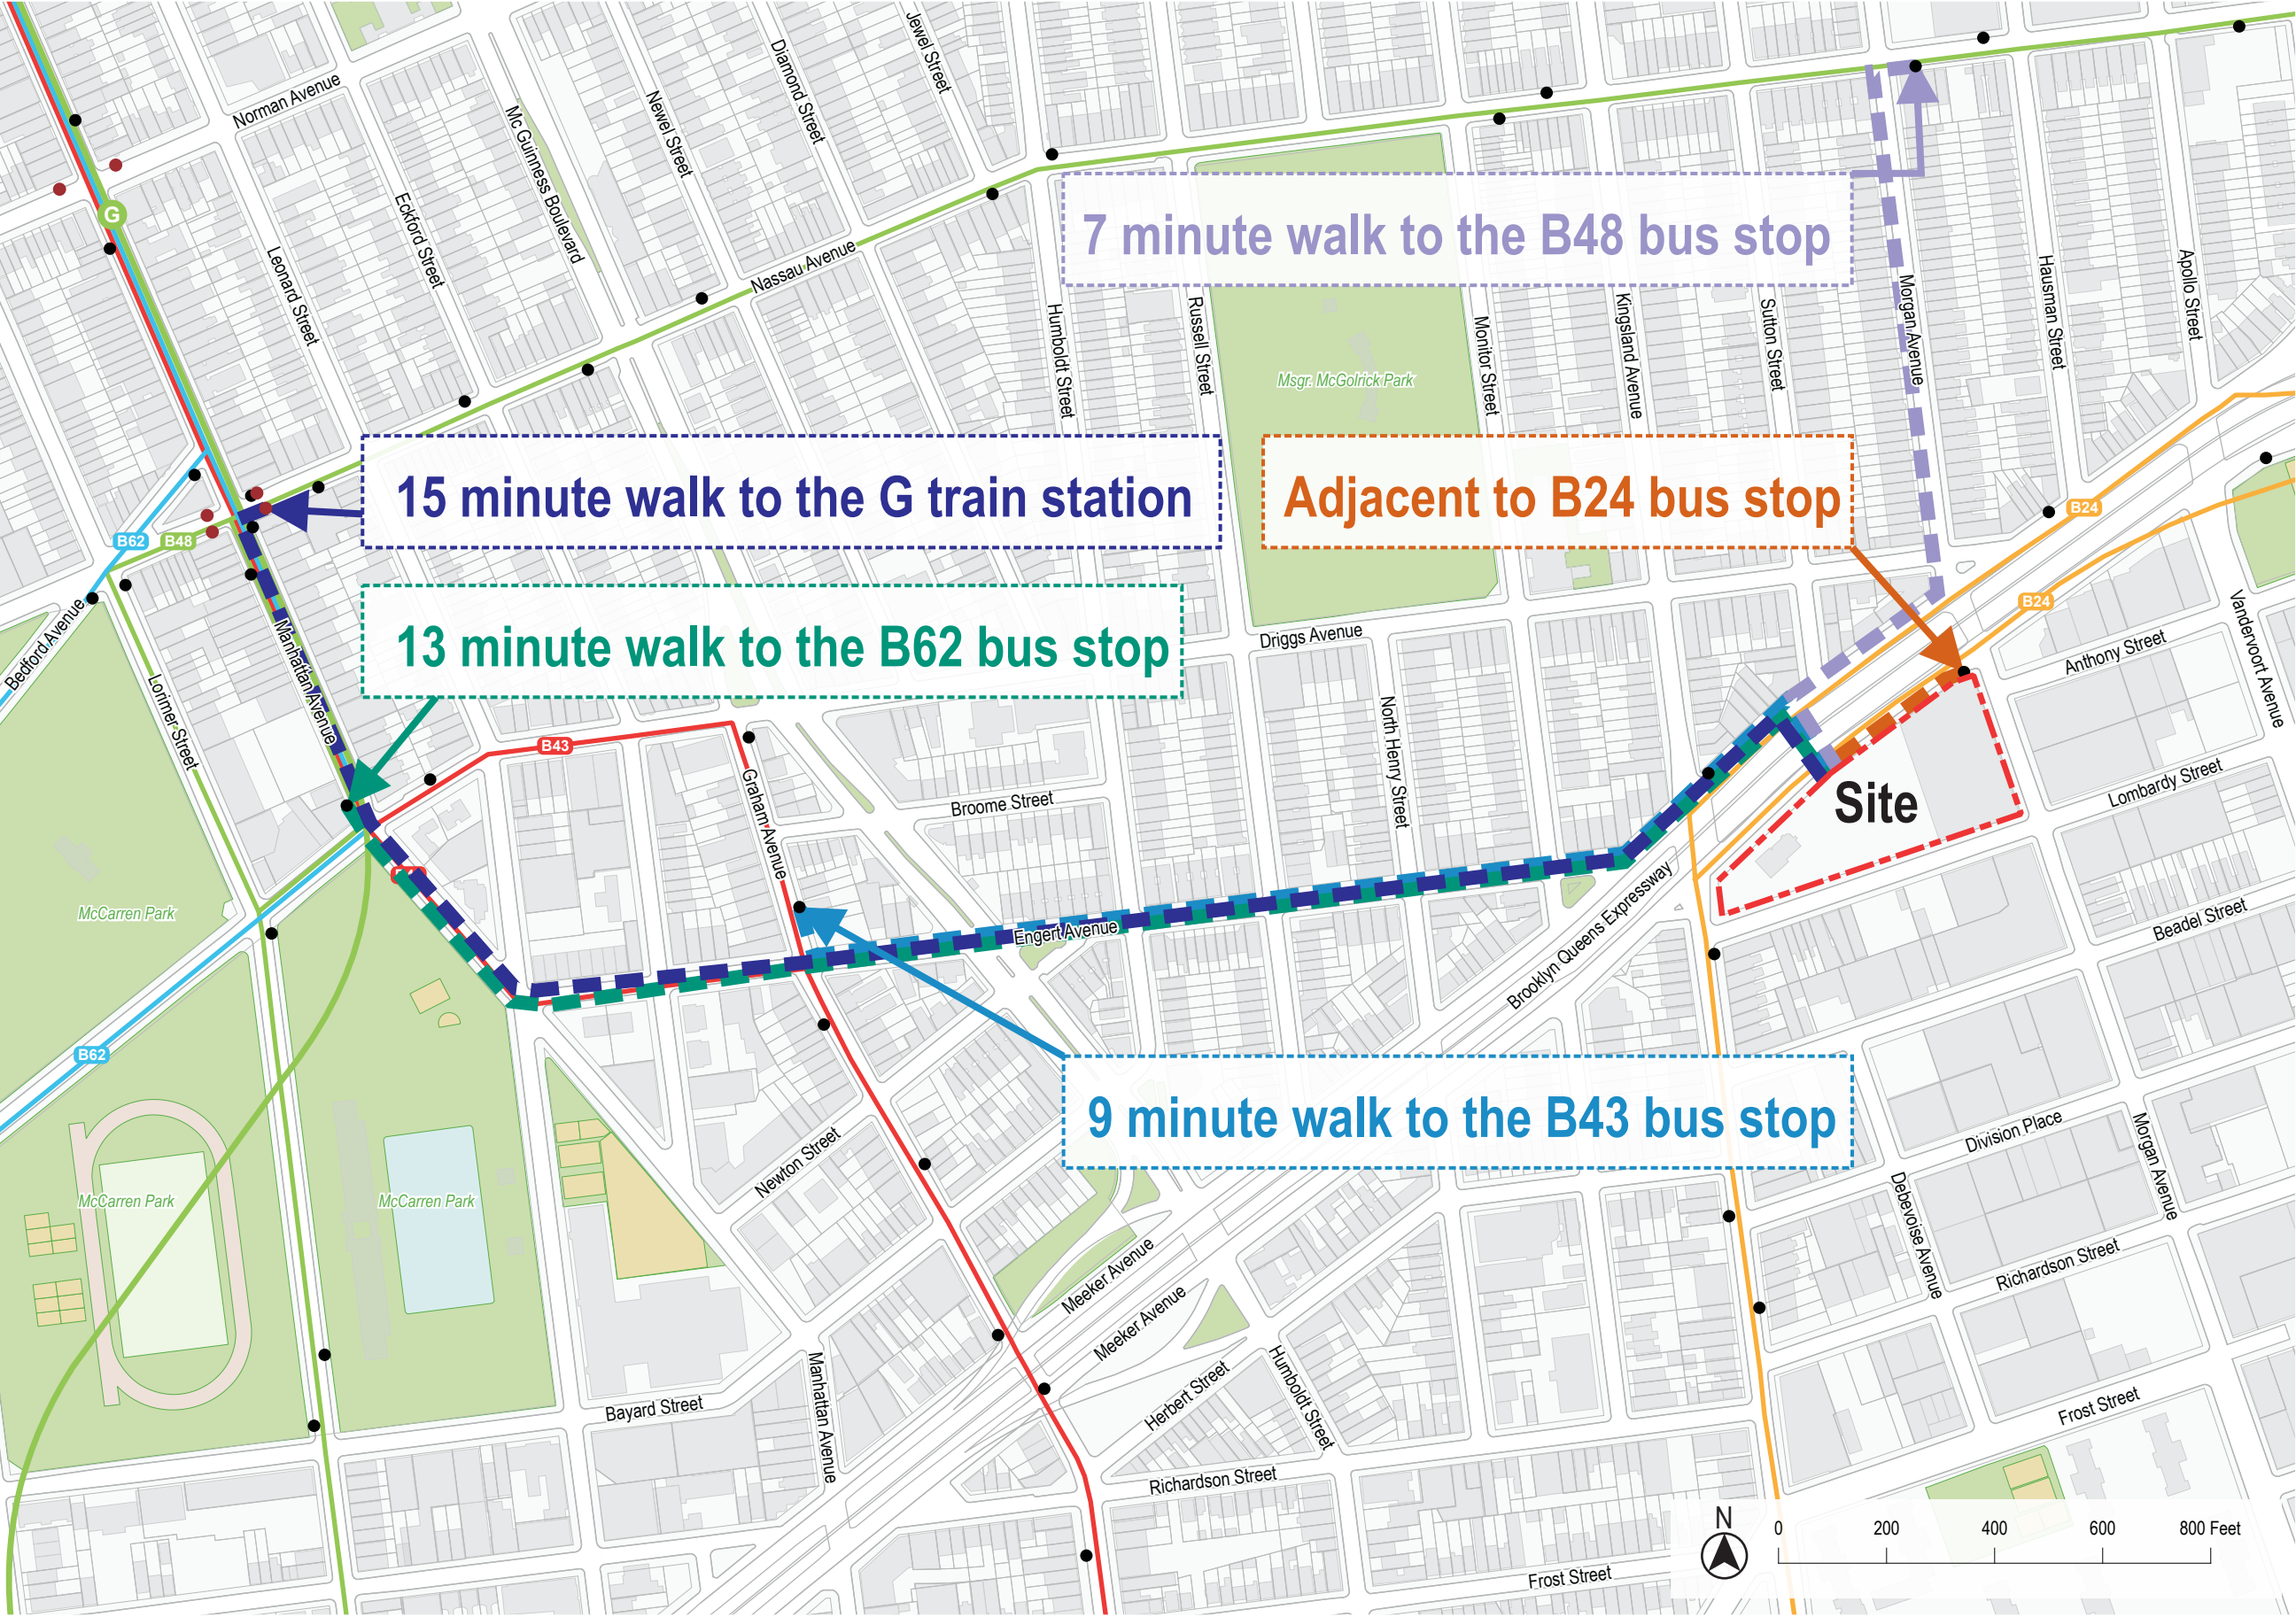 Jewel Street
Diamond Street
Norman Avenue
Newel Street
Mc Guinness Boulevard
G
Eckford Street
Leonard Street
Nassau Avenue
7 minute walk to the B48 bus stop
Humboldt Street
Russell Street
Monitor Street
Kingsland Avenue
Sutton Street
Morgan Avenue
Hausman Street
Apollo Street
Msgr. McGolrick Park
15 minute walk to the G train station
Adjacent to B24 bus stop
B24
B62
B48
B24
Bedford Avenue
Manhattan Avenue
13 minute walk to the B62 bus stop
Driggs Avenue
Anthony Street
Vandervoort Avenue
Lorimer Street
B43
North Henry Street
Lombardy Street
Site
Graham Avenue
Broome Street
McCarren Park
Engert Avenue
Brooklyn Queens Expressway
Beadel Street
B62
9 minute walk to the B43 bus stop
Division Place
Morgan Avenue
Newton Street
McCarren Park
McCarren Park
Debevoise Avenue
Meeker Avenue
Meeker Avenue
Richardson Street
Manhattan Avenue
Bayard Street
Herbert Street
Humboldt Street
Frost Street
Richardson Street
N
0 200 400 600 800 Feet
Frost Street